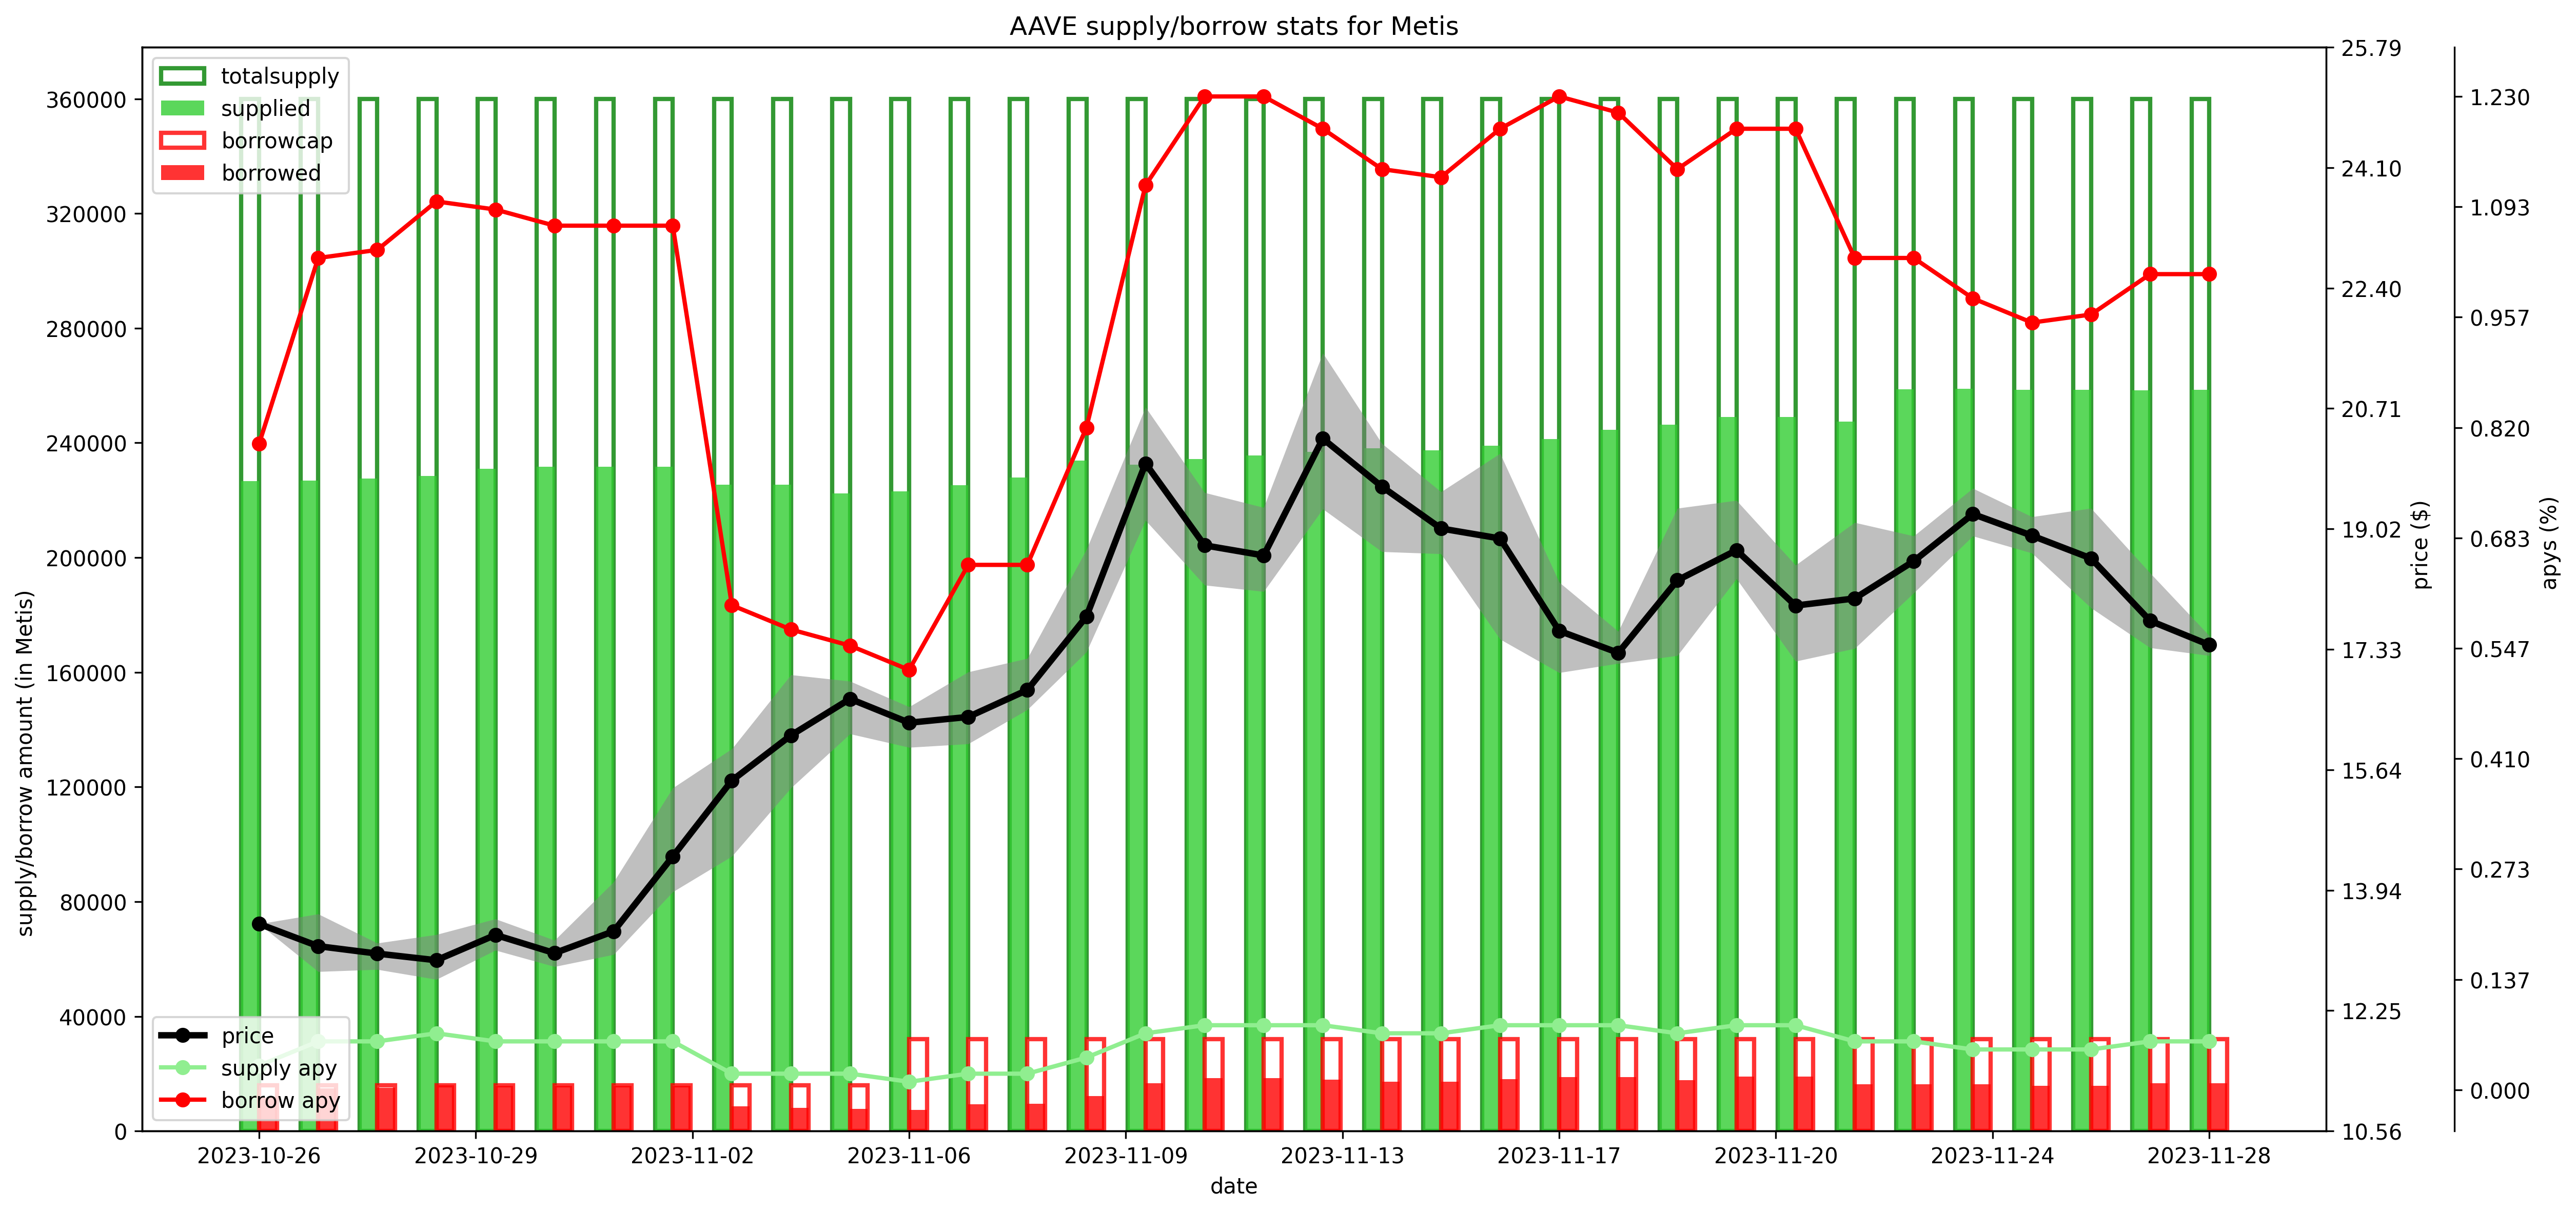 AAVE supply/borrow stats for Metis
totalsupply
supplied
borrowcap
borrowed
price
supply apy
borrow apy
supply/borrow amount (in Metis)
360000
320000
280000
240000
200000
160000
120000
80000
40000
0
25.79
24.10
22.40
20.71
19.02
17.33
15.64
13.94
12.25
10.56
price ($)
1.230
1.093
0.957
0.820
0.683
0.547
0.410
0.273
0.137
0.000
apys (%)
2023-10-26 2023-10-29 2023-11-02 2023-11-06 2023-11-09 2023-11-13 2023-11-17 2023-11-20 2023-11-24 2023-11-28
date